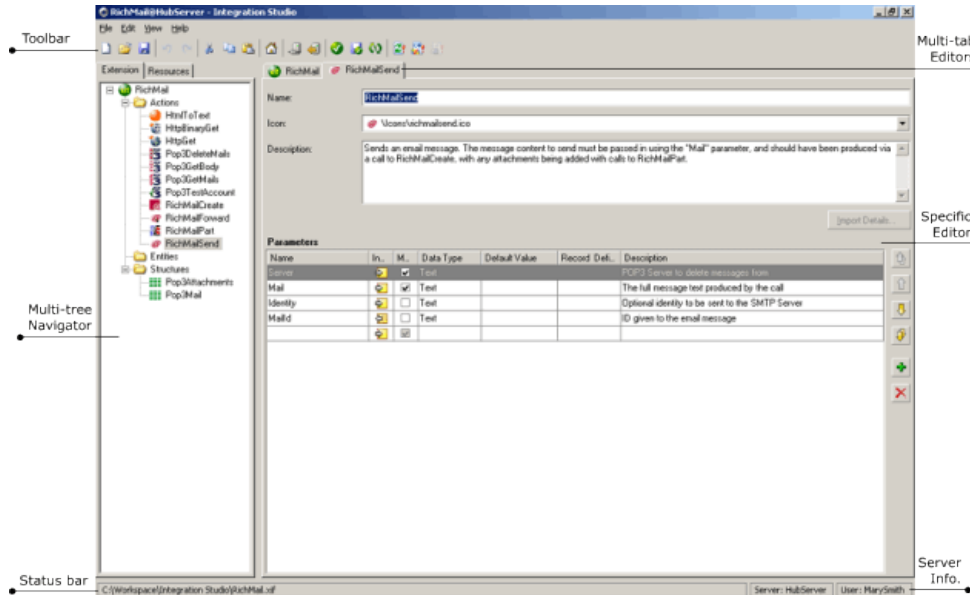 RichMail@HubServer - Integration Studio
File Edit View Help
Toolbar
Multi-tab
Editor
Extension Resources
RichMail RichMailSend
RichMail
Actions
HtmlToText
HttpBinaryGet
HttpGet
Pop3DeleteMails
Pop3GetBody
Pop3GetMails
Pop3TestAccount
RichMailCreate
RichMailForward
RichMailPart
RichMailSend
Entities
Structures
Pop3Attachments
Pop3Mail
Name: RichMailSend
Icon: \Icons\richmailsend.ico
Description: Sends an email message. The message content to send must be passed in using the "Mail" parameter, and should have been produced via
a call to RichMailCreate, with any attachments being added with calls to RichMailPart.
Import Details...
Specific
Editor
Parameters
Name In.. M.. Data Type Default Value Record Defi.. Description
Server Text POP3 Server to delete messages from
Mail Text The full message text produced by the call
Identity Text Optional identity to be sent to the SMTP Server
MailId Text ID given to the email message
Multi-tree
Navigator
Status bar
C:\Workspace\Integration Studio\RichMail.xif
Server: HubServer User: MarySmith
Server
Info.